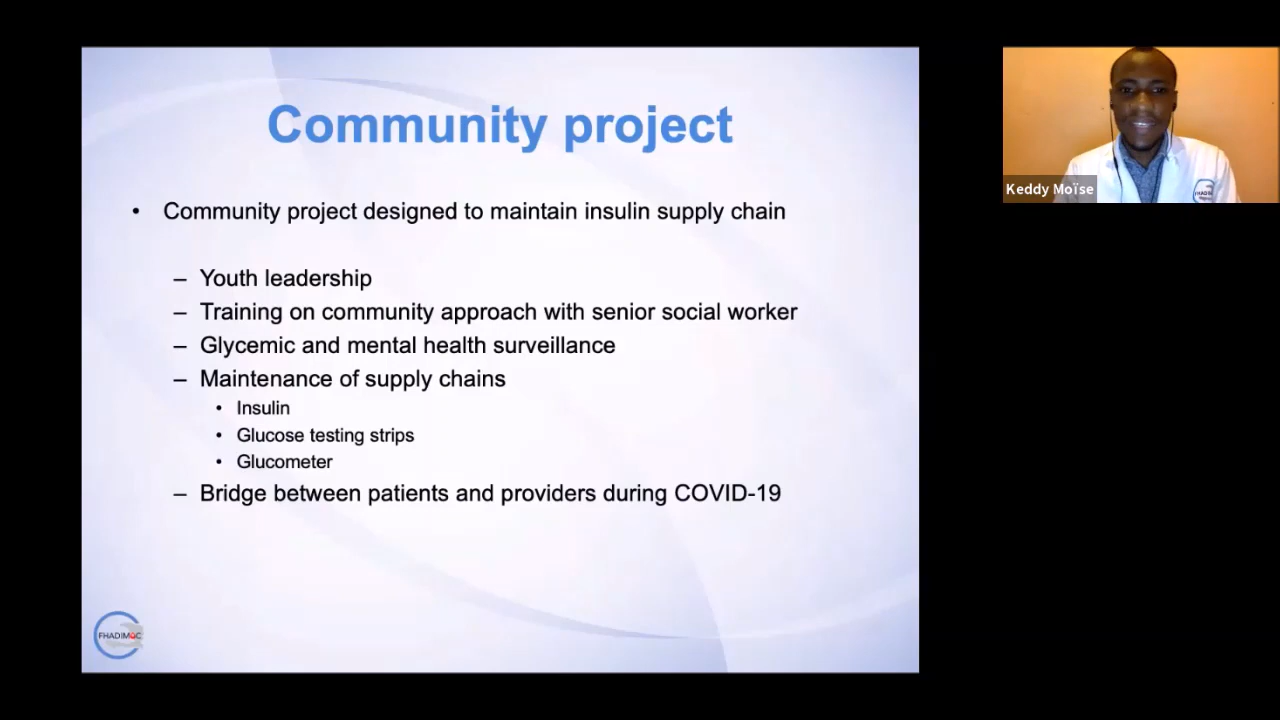 Community project
• Community project designed to maintain insulin supply chain
– Youth leadership
– Training on community approach with senior social worker
– Glycemic and mental health surveillance
– Maintenance of supply chains
• Insulin
• Glucose testing strips
• Glucometer
– Bridge between patients and providers during COVID-19
FHADIMAC
Keddy Moïse